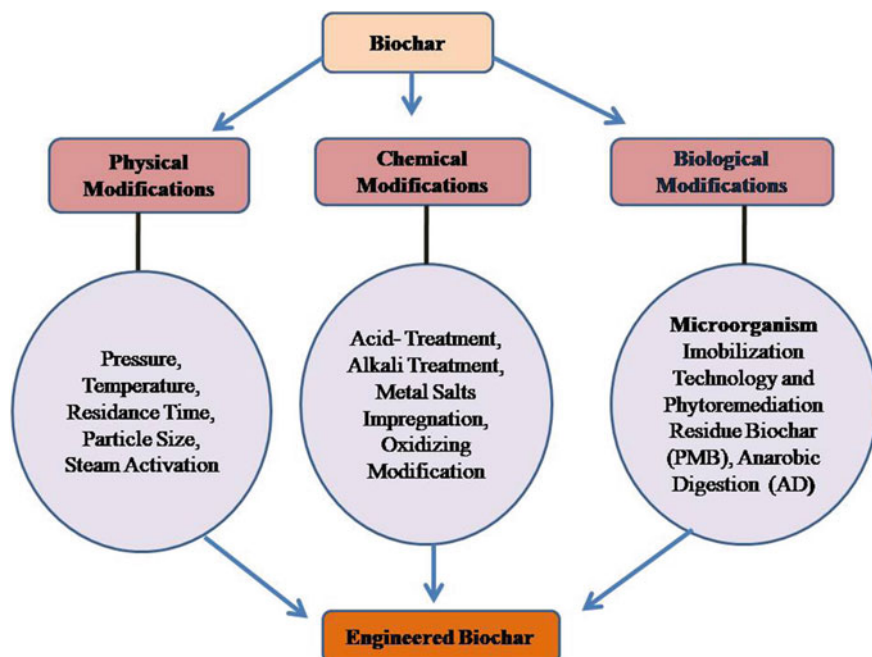 Biochar
Physical
Modifications
Chemical
Modifications
Biological
Modifications
Pressure,
Temperature,
Residance Time,
Particle Size,
Steam Activation
Acid- Treatment,
Alkali Treatment,
Metal Salts
Impregnation,
Oxidizing
Modification
Microorganism
Imobilization
Technology and
Phytoremediation
Residue Biochar
(PMB), Anarobic
Digestion (AD)
Engineered Biochar